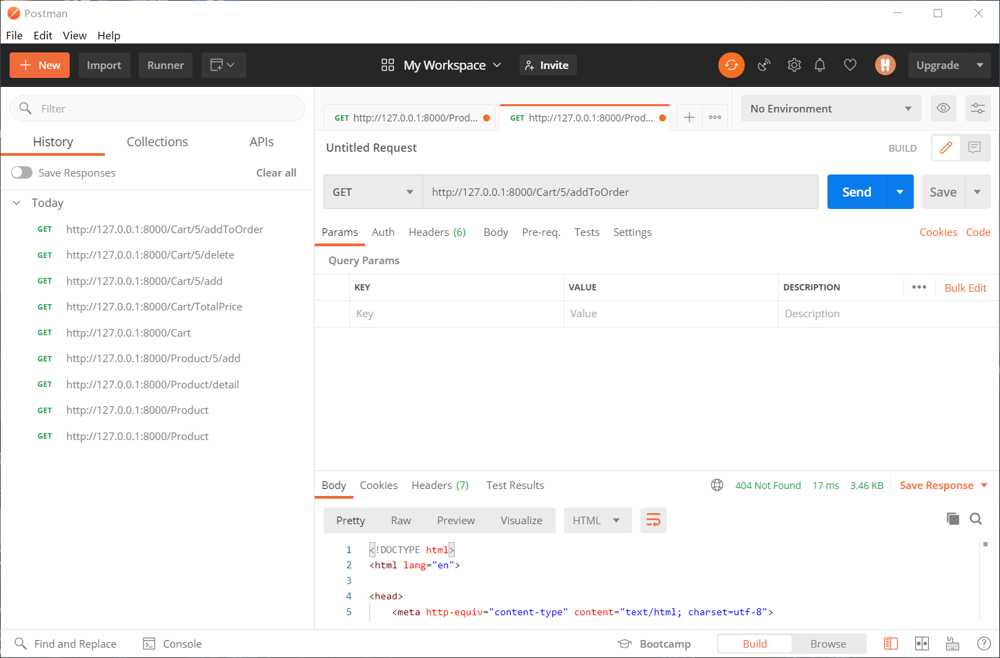 Postman
File Edit View Help
New Import Runner My Workspace Invite Upgrade
Filter
History Collections APIs
Save Responses Clear all
Today
GET http://127.0.0.1:8000/Cart/5/addToOrder
GET http://127.0.0.1:8000/Cart/5/delete
GET http://127.0.0.1:8000/Cart/5/add
GET http://127.0.0.1:8000/Cart/TotalPrice
GET http://127.0.0.1:8000/Cart
GET http://127.0.0.1:8000/Product/5/add
GET http://127.0.0.1:8000/Product/detail
GET http://127.0.0.1:8000/Product
GET http://127.0.0.1:8000/Product
GET http://127.0.0.1:8000/Prod... GET http://127.0.0.1:8000/Prod... No Environment
Untitled Request BUILD
GET http://127.0.0.1:8000/Cart/5/addToOrder Send Save
Params Auth Headers (6) Body Pre-req. Tests Settings Cookies Code
Query Params
KEY VALUE DESCRIPTION Bulk Edit
Key Value Description
Body Cookies Headers (7) Test Results 404 Not Found 17 ms 3.46 KB Save Response
Pretty Raw Preview Visualize HTML
1 <!DOCTYPE html>
2 <html lang="en">
3
4 <head>
5 <meta http-equiv="content-type" content="text/html; charset=utf-8">
Find and Replace Console Bootcamp Build Browse